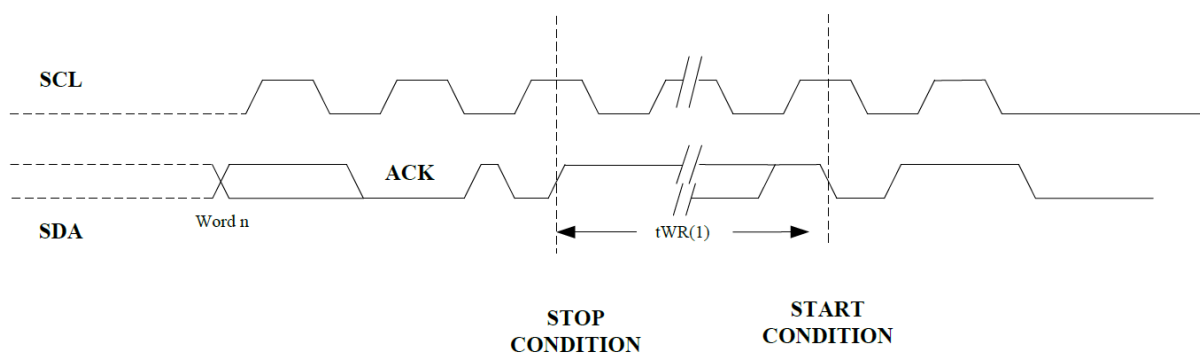 SCL
ACK
Word n
SDA
tWR(1)
STOP
CONDITION
START
CONDITION